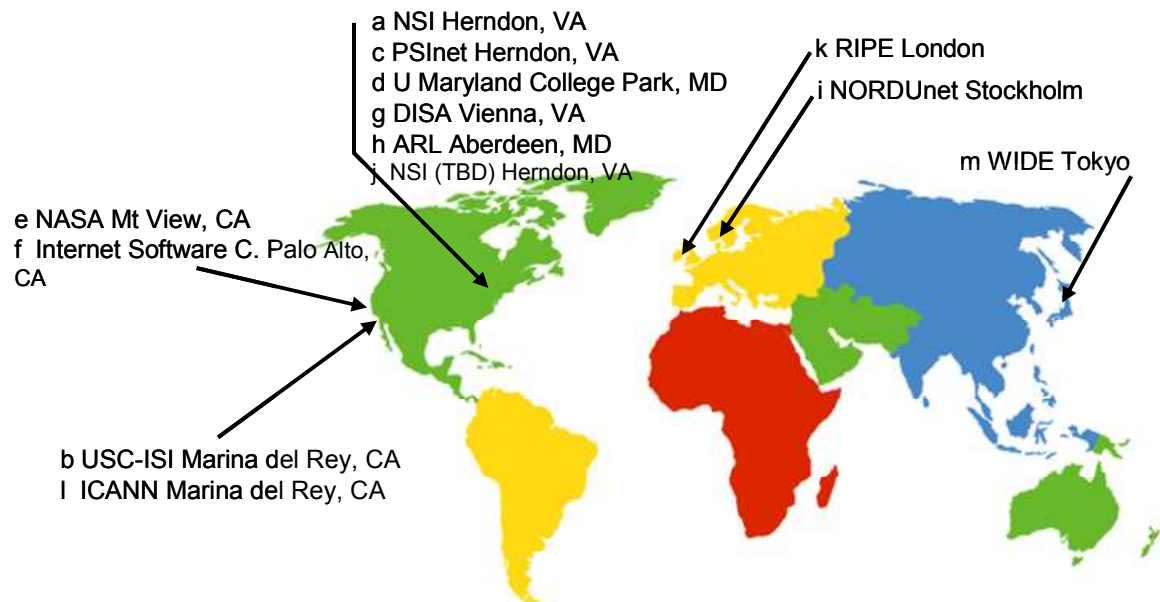 a NSI Herndon, VA
c PSInet Herndon, VA
d U Maryland College Park, MD
g DISA Vienna, VA
h ARL Aberdeen, MD
j NSI (TBD) Herndon, VA
k RIPE London
i NORDUnet Stockholm
m WIDE Tokyo
e NASA Mt View, CA
f Internet Software C. Palo Alto,
CA
b USC-ISI Marina del Rey, CA
l ICANN Marina del Rey, CA